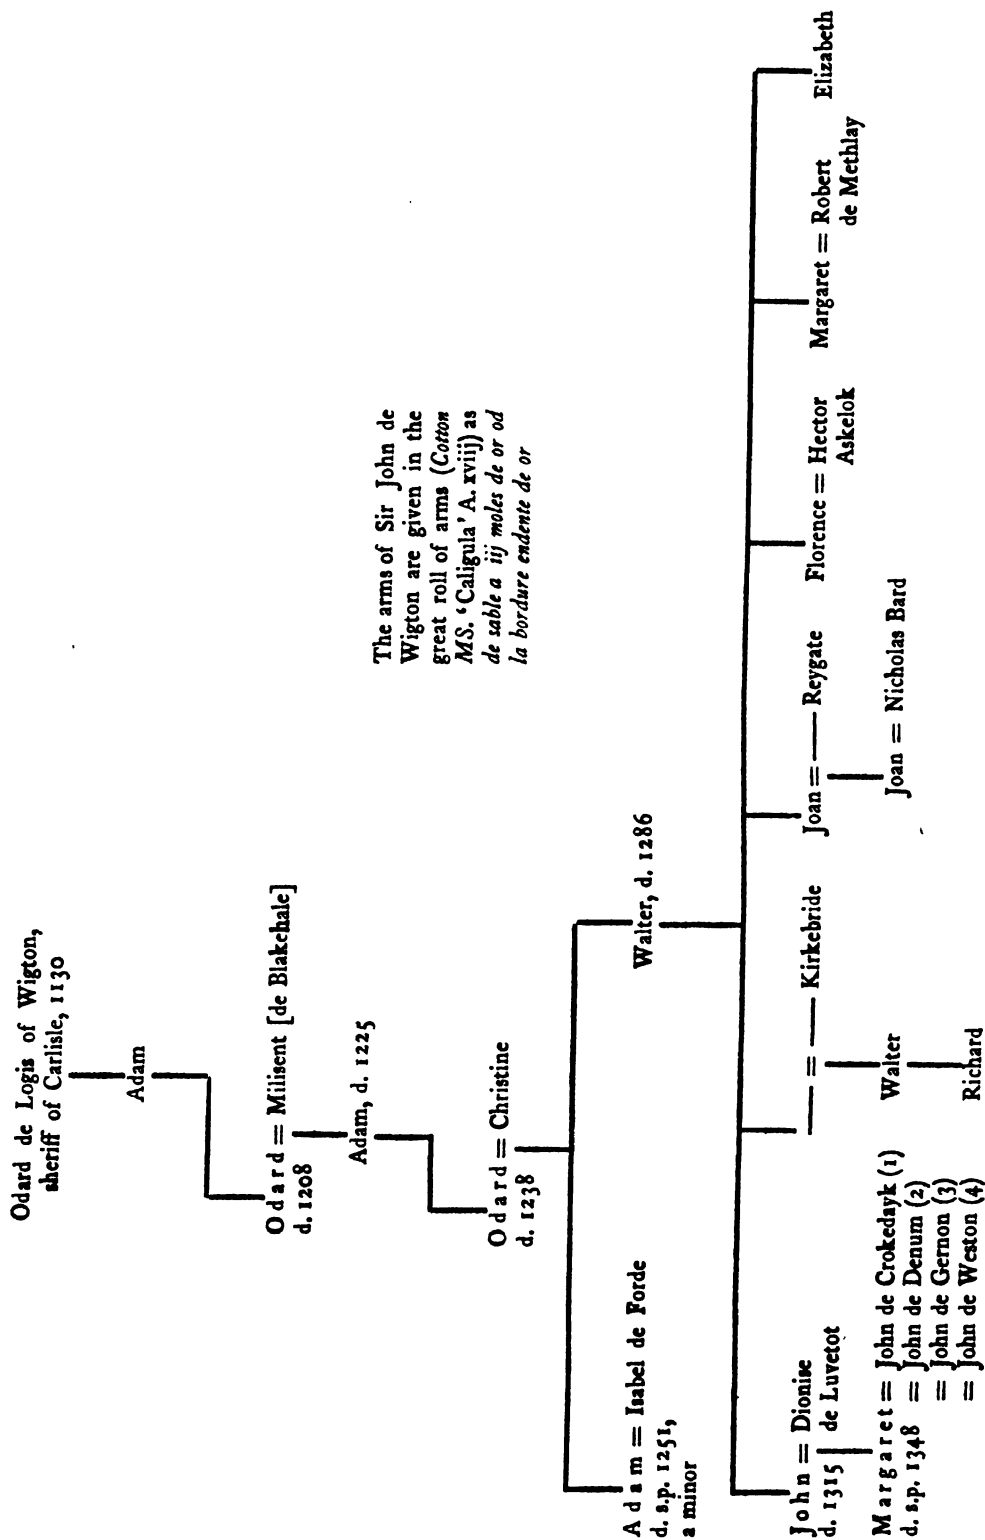 Odard de Logis of Wigton,
sheriff of Carlisle, 1130
Adam
Odard = Milisent [de Blakehale]
d. 1208
Adam, d. 1225
Odard = Christine
d. 1238
The arms of Sir John de
Wigton are given in the
great roll of arms (Cotton
MS. ‘Caligula’ A. xviij) as
de sable a iij moles de or od
la bordure endente de or
Adam = Isabel de Forde
d. s.p. 1251,
a minor
Walter, d. 1286
John = Dionise
d. 1315 de Luvetot
—— = —— Kirkebride
Joan = —— Reygate
Florence = Hector
Askelok
Margaret = Robert
de Methlay
Elizabeth
Margaret = John de Crokedayk (1)
d. s.p. 1348 = John de Denum (2)
= John de Gernon (3)
= John de Weston (4)
Walter
Richard
Joan = Nicholas Bard